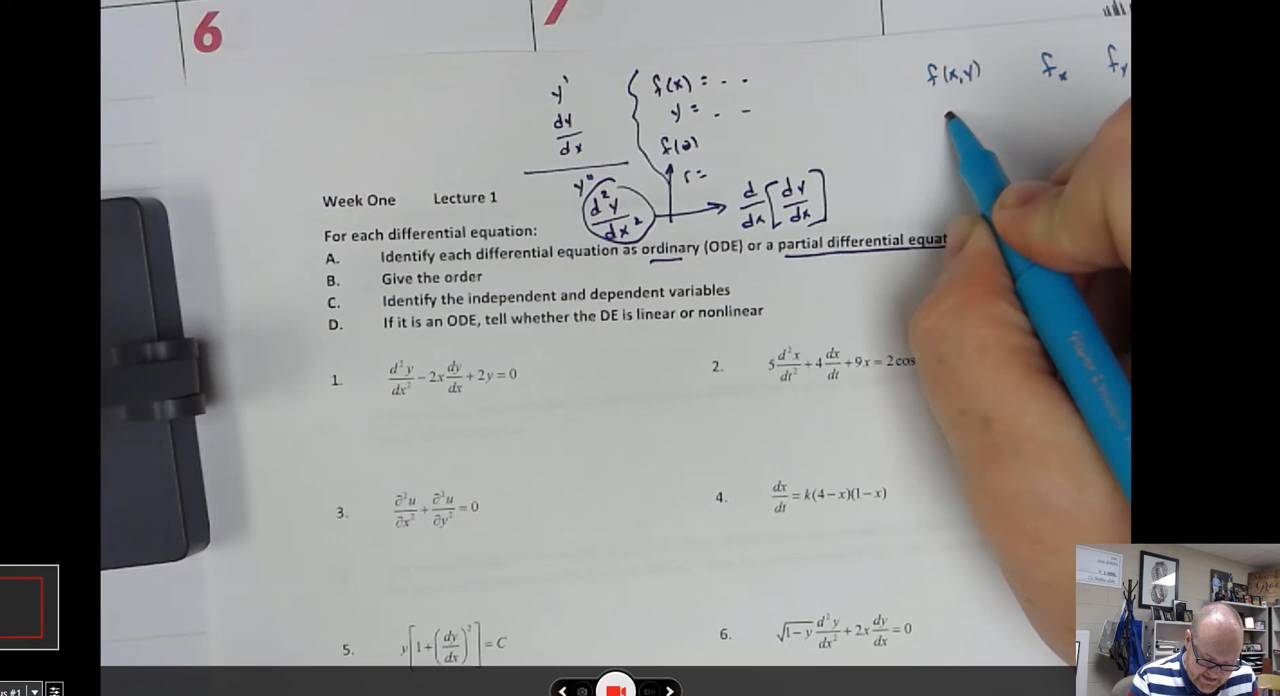 6 7
y'
dy/dx
y" d²y/dx²
{ f(x) = - -
y = . -
f(2)
r =
d/dx [dy/dx]
f(x,y) fₓ f_y
Week One Lecture 1
For each differential equation:
A. Identify each differential equation as ordinary (ODE) or a partial differential equat
B. Give the order
C. Identify the independent and dependent variables
D. If it is an ODE, tell whether the DE is linear or nonlinear
1. d²y/dx² − 2x dy/dx + 2y = 0
2. 5 d²x/dt² + 4 dx/dt + 9x = 2cos
3. ∂²u/∂x² + ∂²u/∂y² = 0
4. dx/dt = k(4−x)(1−x)
5. y[1+(dy/dx)²] = C
6. √(1−y) d²y/dx² + 2x dy/dx = 0
#1